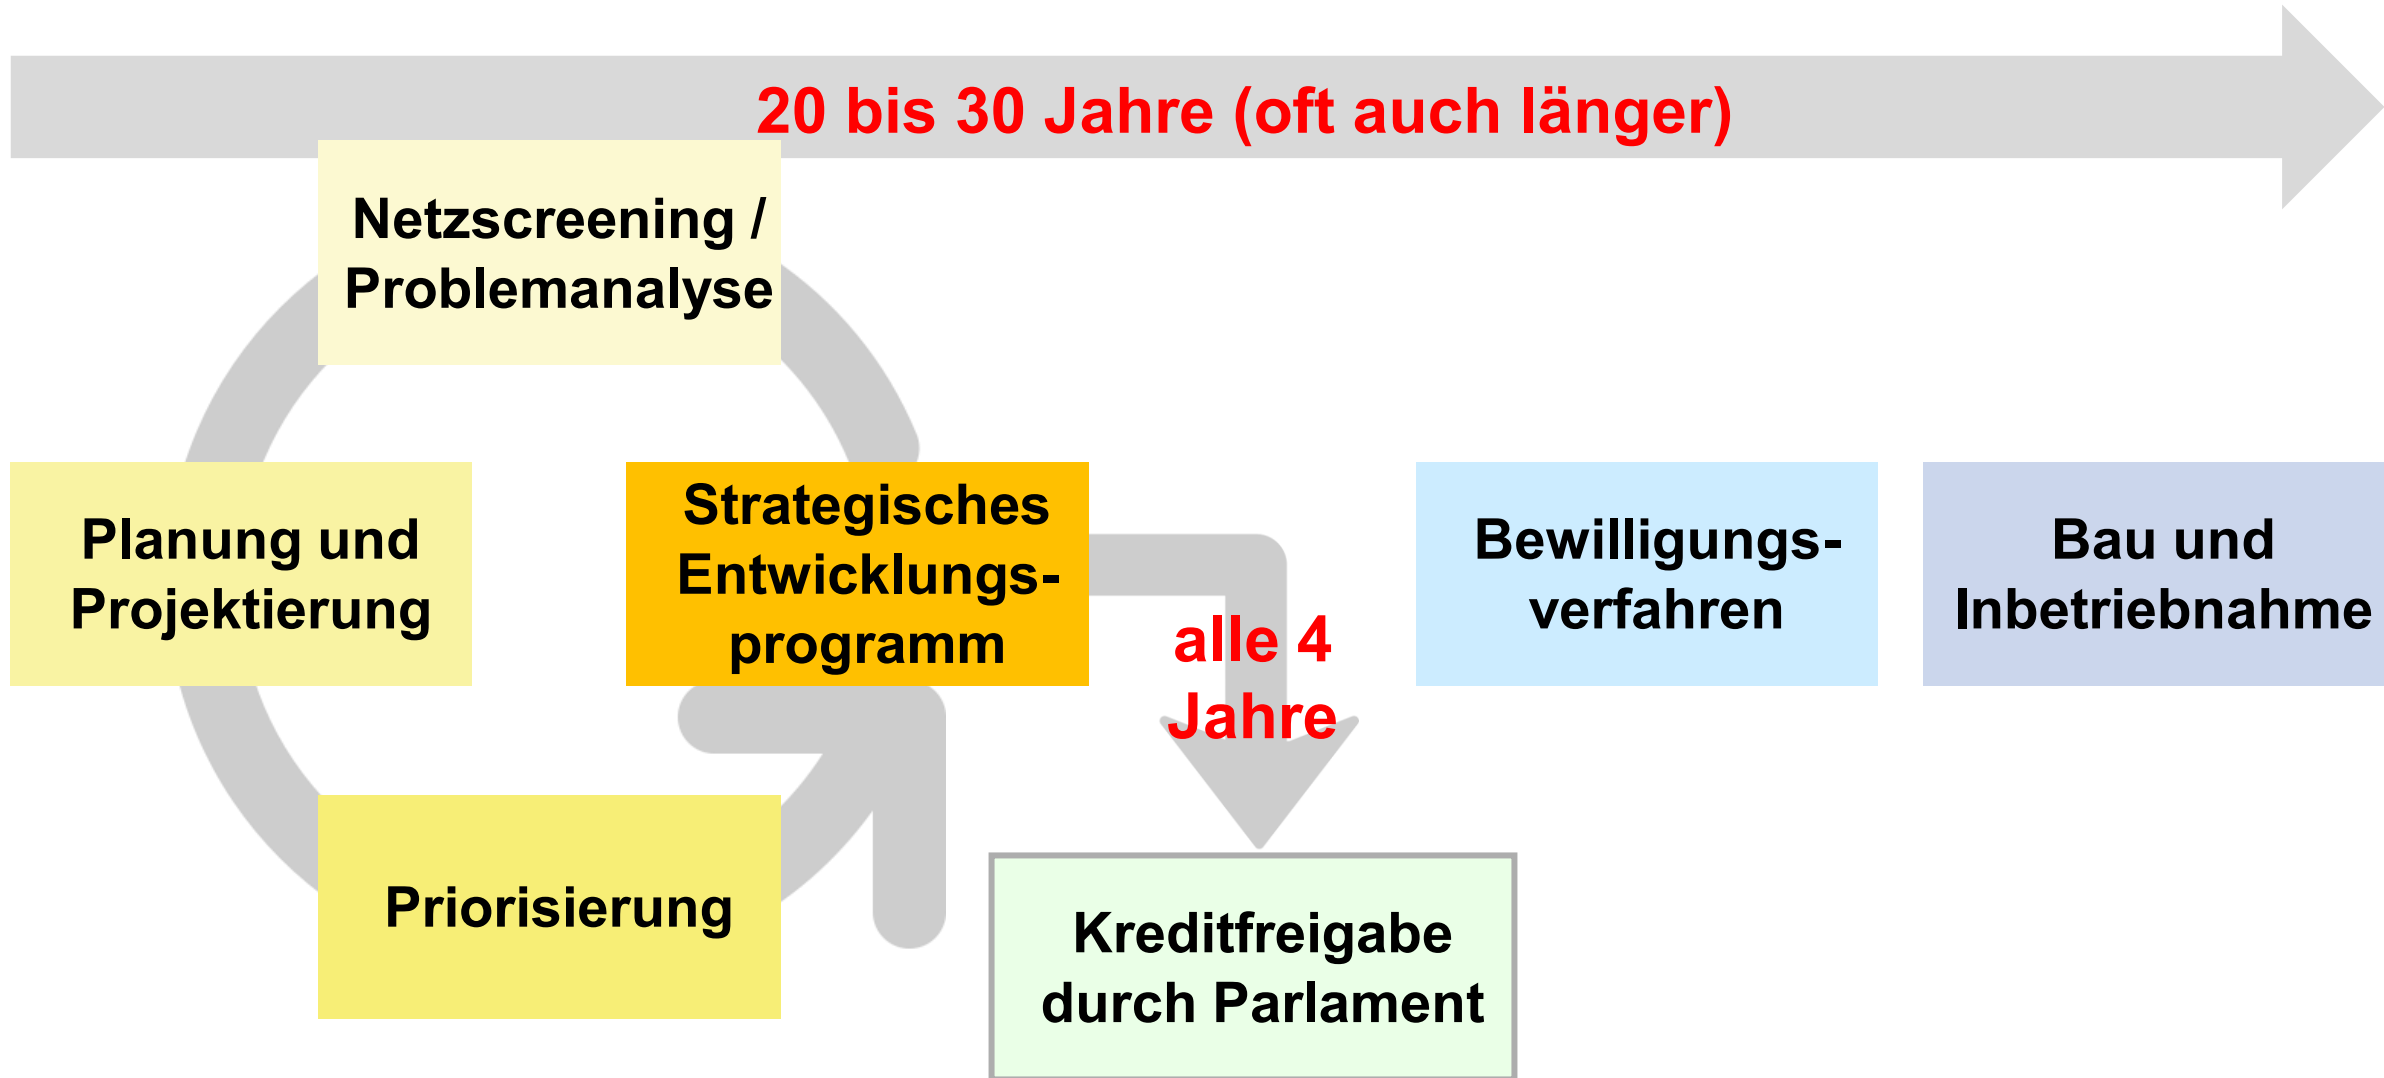 20 bis 30 Jahre (oft auch länger)
Netzscreening /
Problemanalyse
Planung und
Projektierung
Strategisches
Entwicklungs-
programm
Priorisierung
alle 4
Jahre
Kreditfreigabe
durch Parlament
Bewilligungs-
verfahren
Bau und
Inbetriebnahme